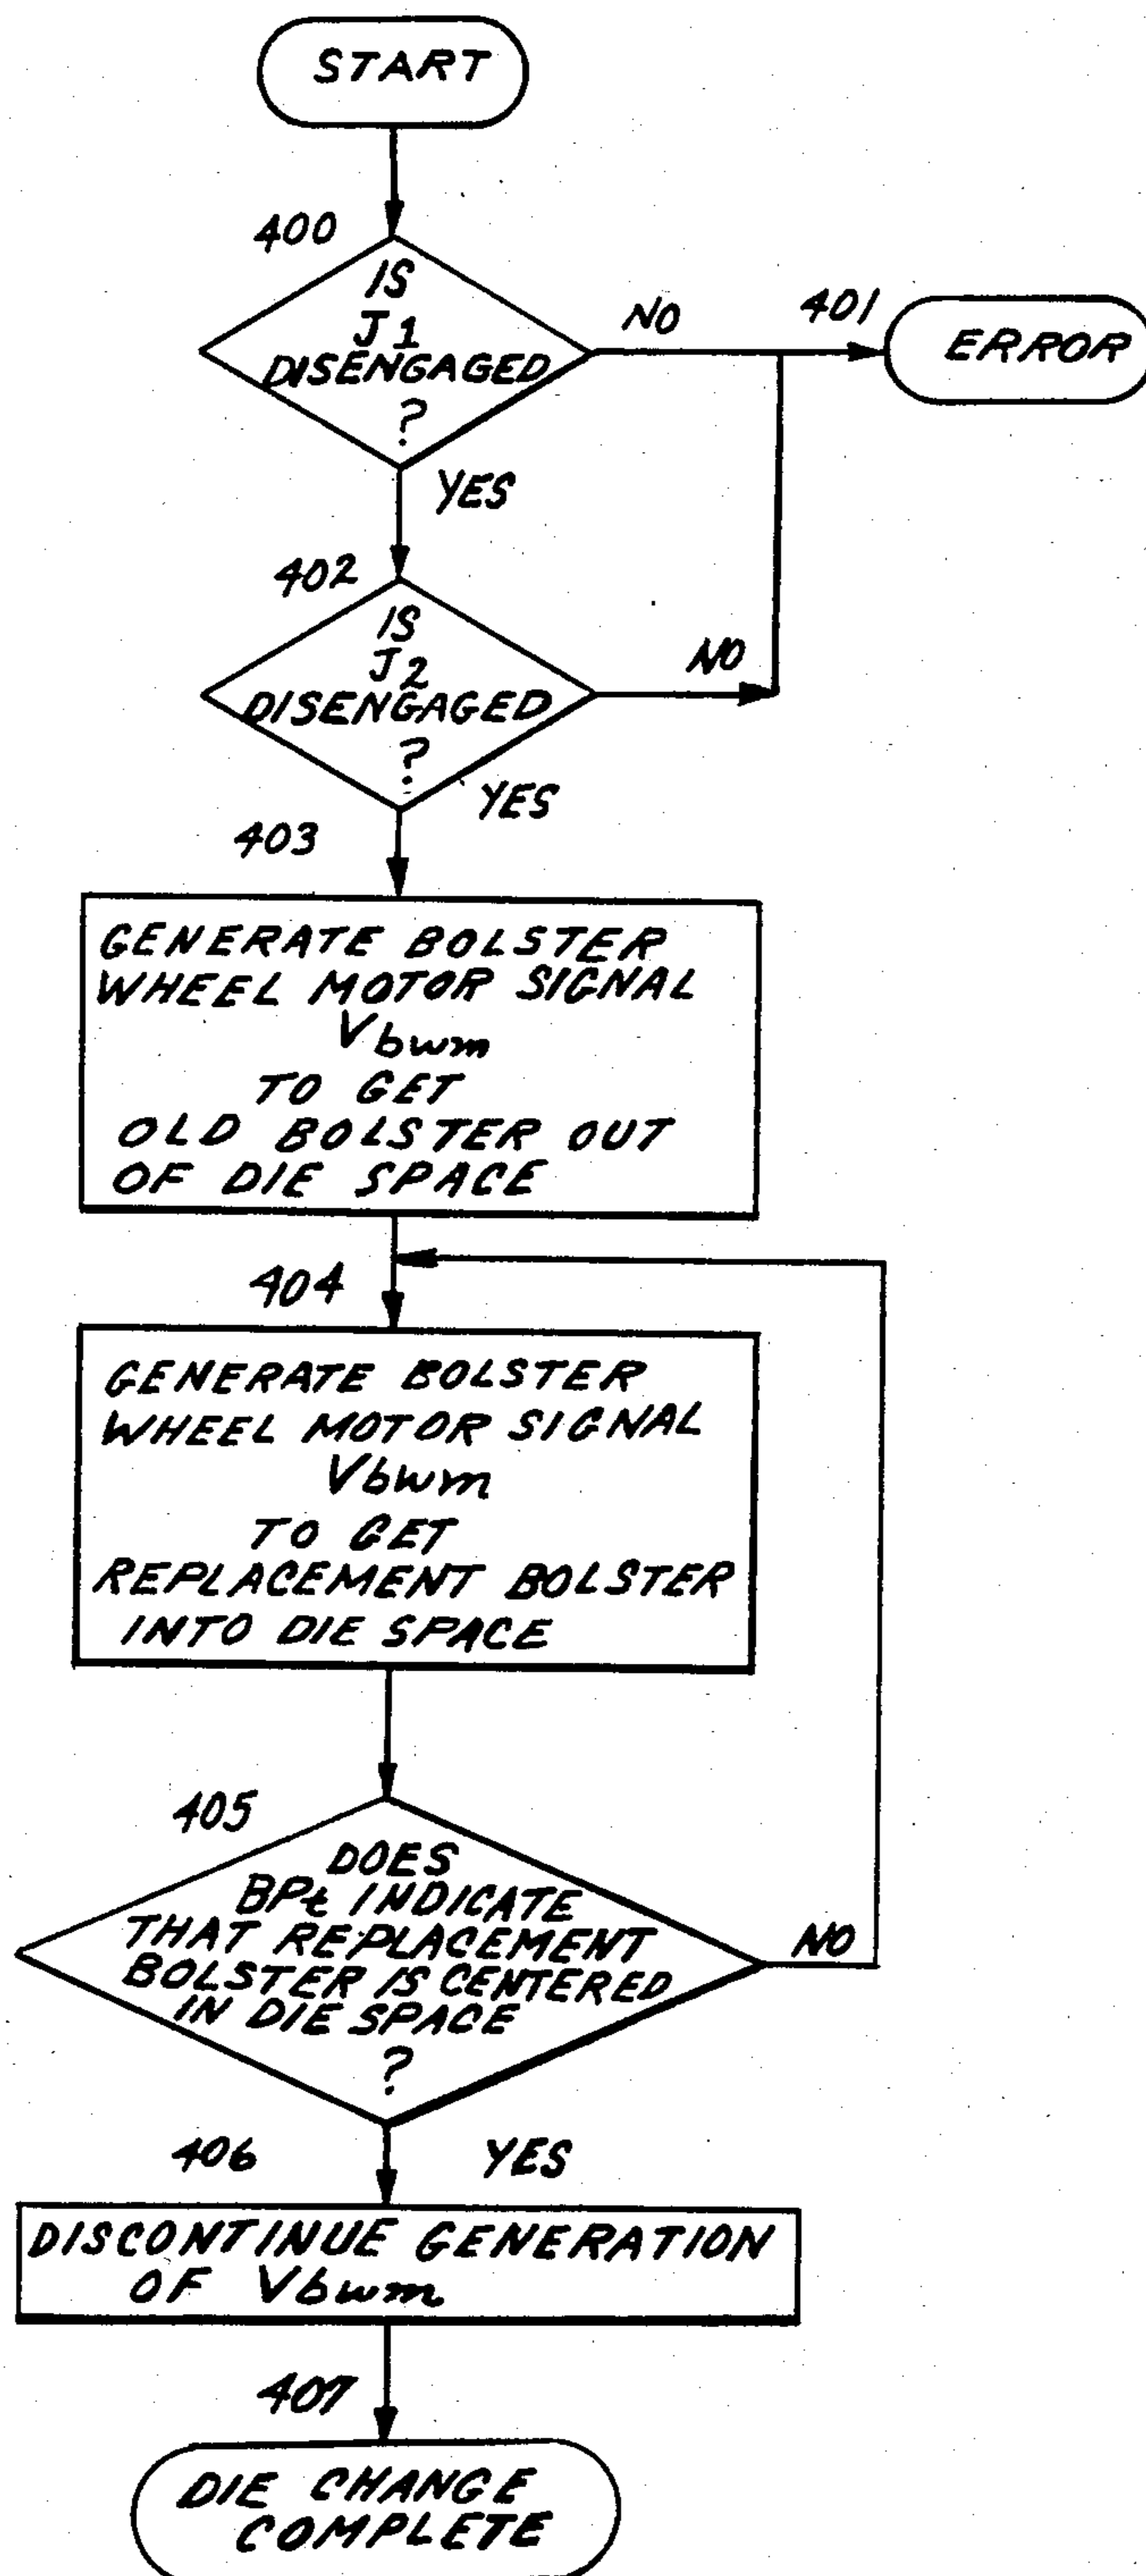 START
400
IS
J1
DISENGAGED
?
NO
401
ERROR
YES
402
IS
J2
DISENGAGED
?
NO
YES
403
GENERATE BOLSTER
WHEEL MOTOR SIGNAL
Vbwm
TO GET
OLD BOLSTER OUT
OF DIE SPACE
404
GENERATE BOLSTER
WHEEL MOTOR SIGNAL
Vbwm
TO GET
REPLACEMENT BOLSTER
INTO DIE SPACE
405
DOES
BPt INDICATE
THAT REPLACEMENT
BOLSTER IS CENTERED
IN DIE SPACE
?
NO
406
YES
DISCONTINUE GENERATION
OF Vbwm
407
DIE CHANGE
COMPLETE